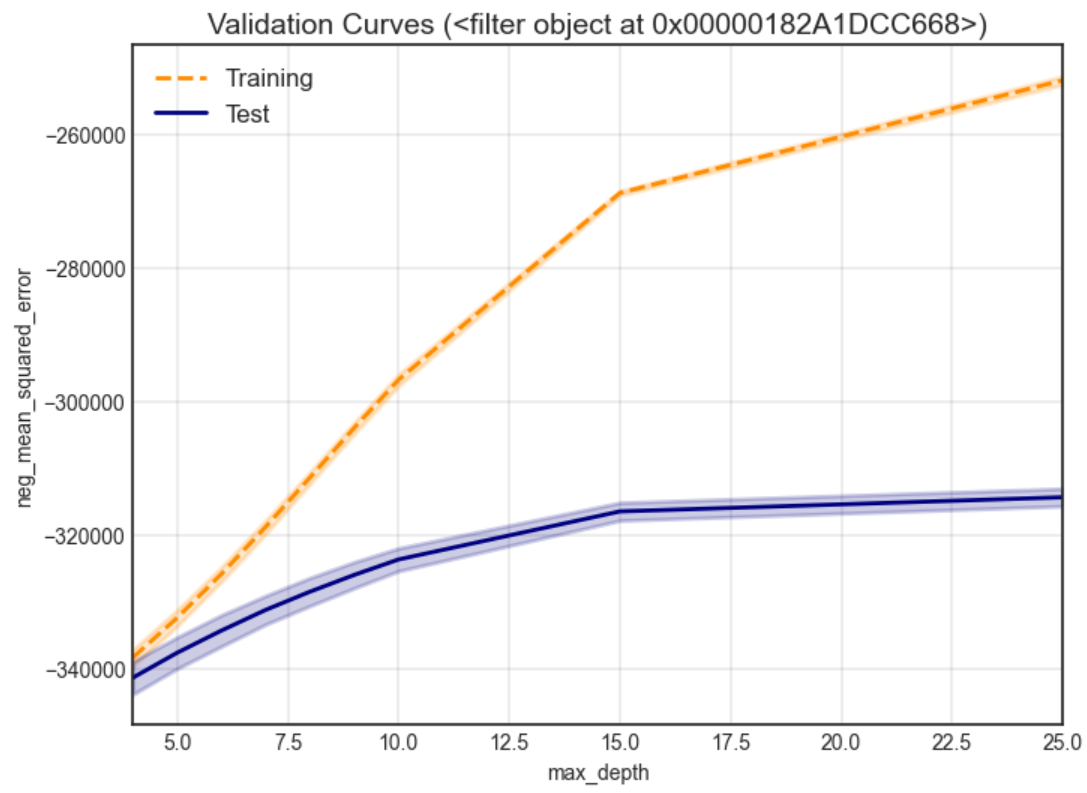 Validation Curves (<filter object at 0x00000182A1DCC668>)
Training
Test
neg_mean_squared_error
−260000
−280000
−300000
−320000
−340000
5.0 7.5 10.0 12.5 15.0 17.5 20.0 22.5 25.0
max_depth